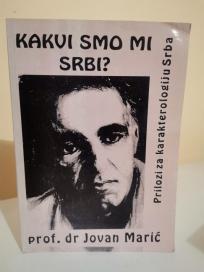 KAKVI SMO MI
SRBI?
Prilozi za karakterologiju Srba
prof. dr Jovan Marić